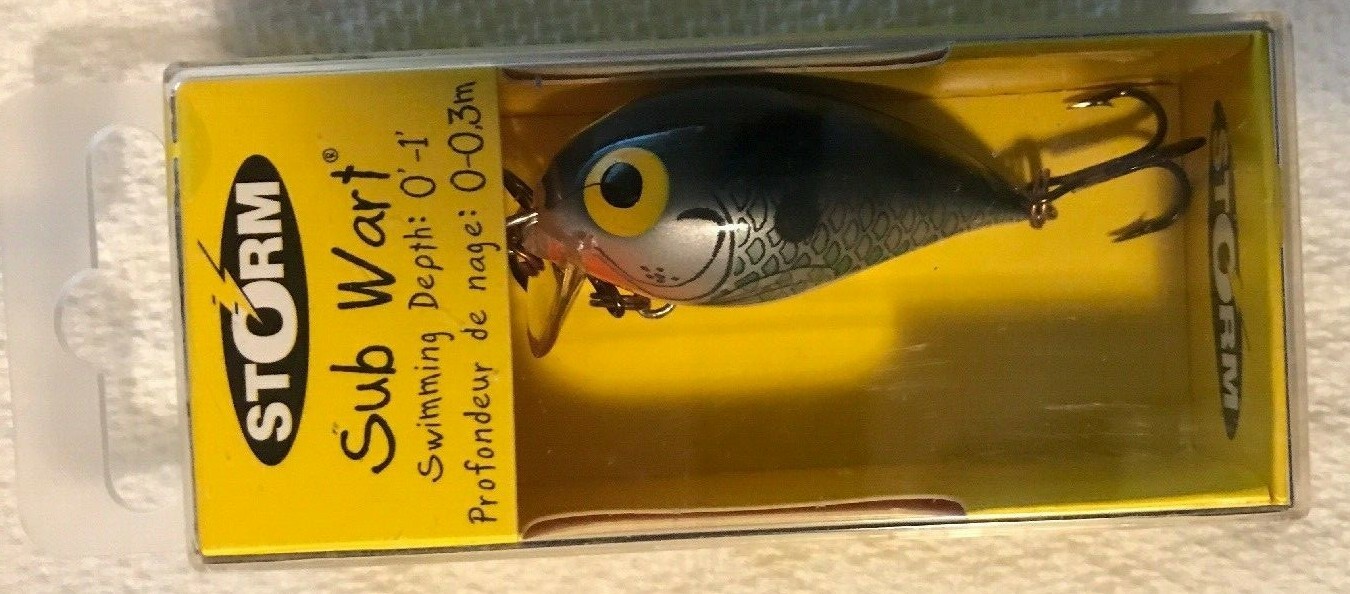 STORM
Sub Wart®
Swimming Depth: 0'-1'
Profondeur de nage: 0-0,3m
STORM